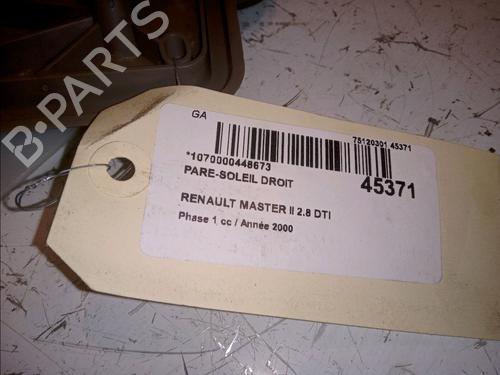 B-PARTS
GA
75120301 45371
*1070000448673
PARE-SOLEIL DROIT
45371
RENAULT MASTER II 2.8 DTI
Phase 1 cc / Année 2000